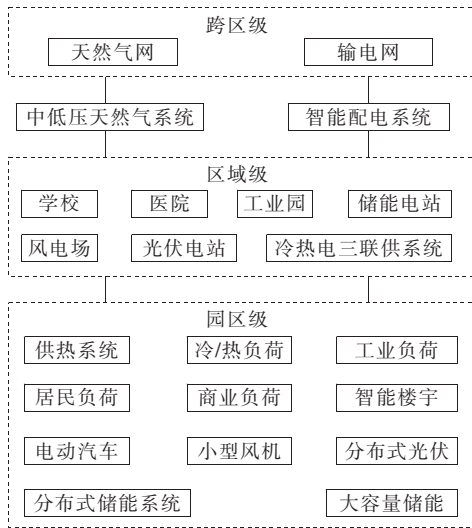 跨区级
天然气网 输电网
中低压天然气系统 智能配电系统
区域级
学校 医院 工业园 储能电站
风电场 光伏电站 冷热电三联供系统
园区级
供热系统 冷/热负荷 工业负荷
居民负荷 商业负荷 智能楼宇
电动汽车 小型风机 分布式光伏
分布式储能系统 大容量储能